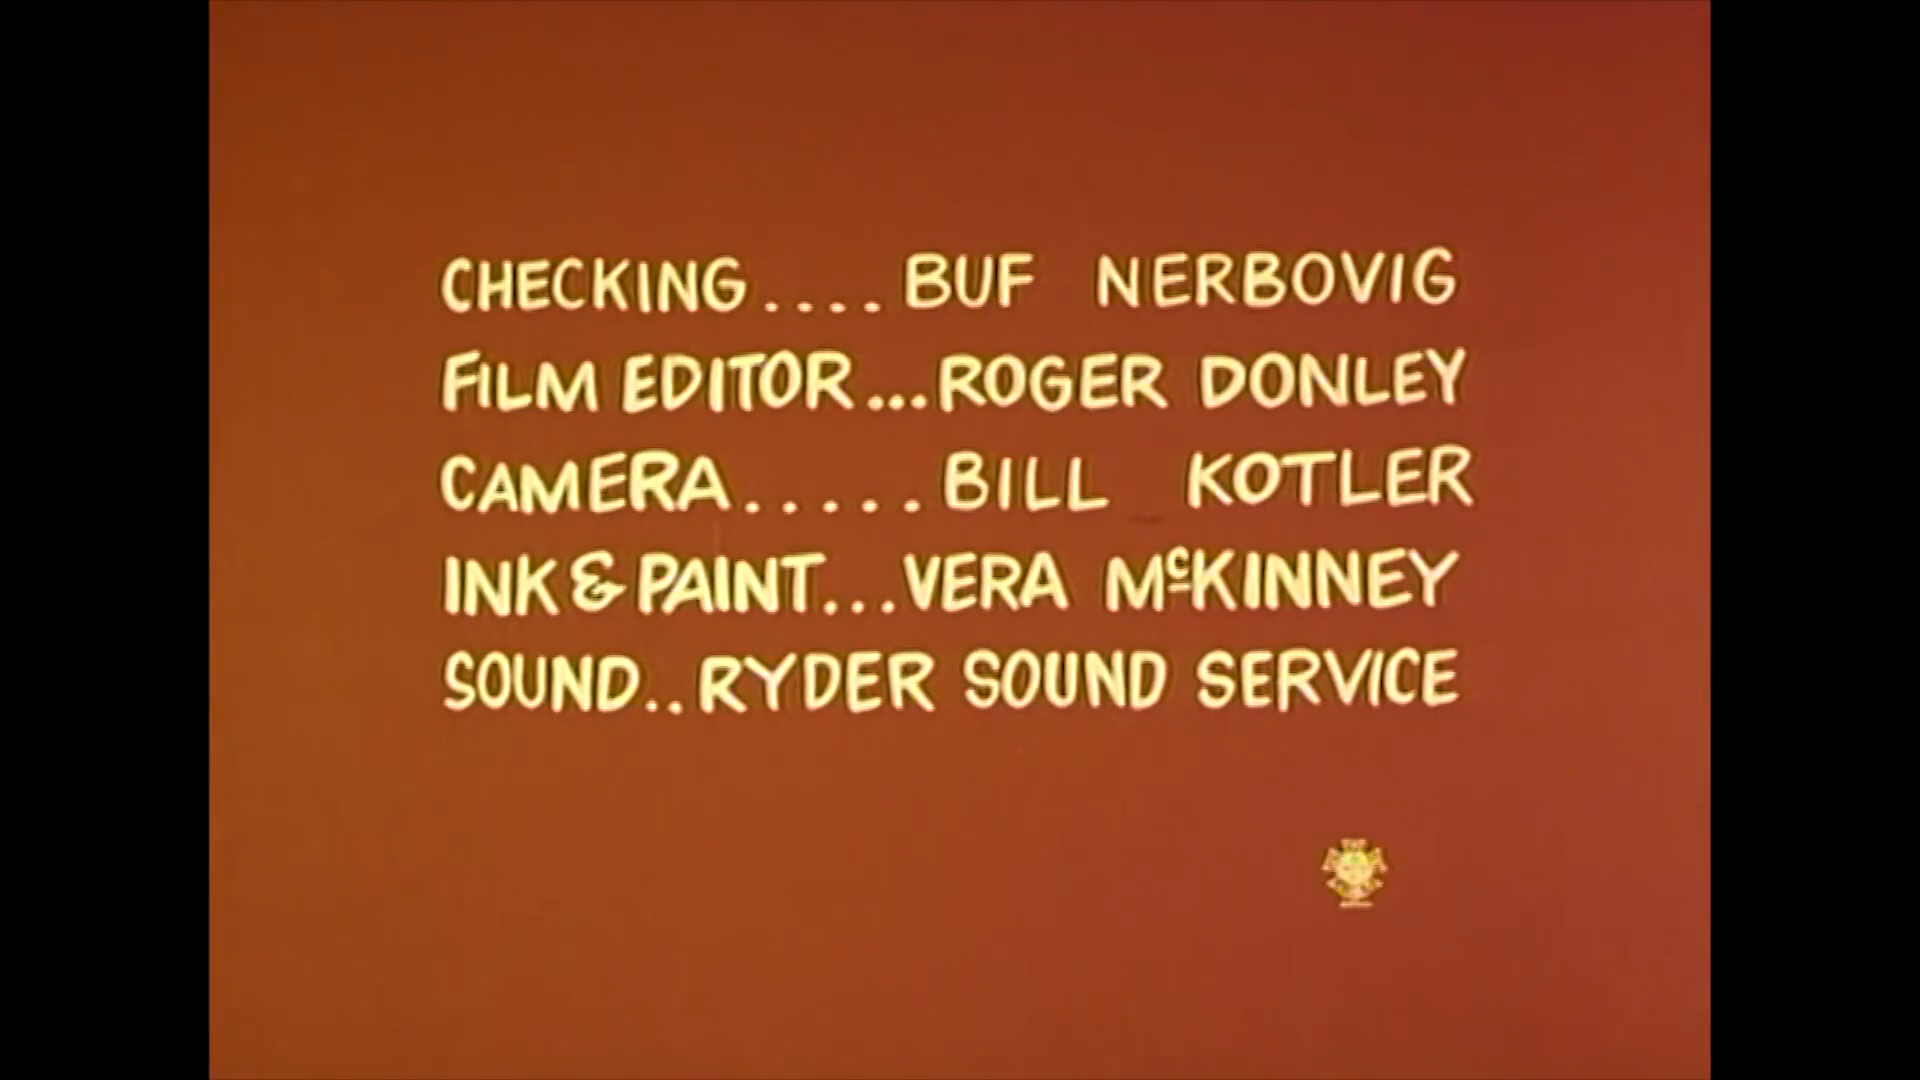 CHECKING....BUF NERBOVIG
FILM EDITOR...ROGER DONLEY
CAMERA.....BILL KOTLER
INK & PAINT...VERA McKINNEY
SOUND..RYDER SOUND SERVICE